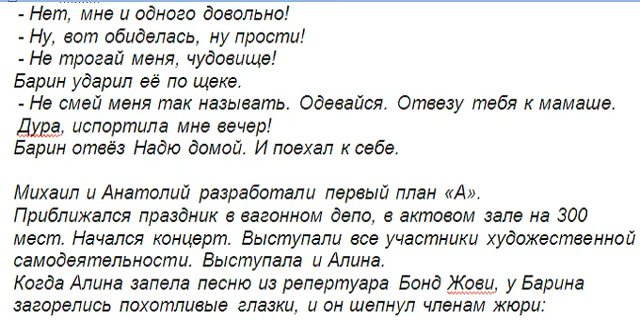 - Нет, мне и одного довольно!
- Ну, вот обиделась, ну прости!
- Не трогай меня, чудовище!
Барин ударил её по щеке.
- Не смей меня так называть. Одевайся. Отвезу тебя к мамаше.
Дура, испортила мне вечер!
Барин отвёз Надю домой. И поехал к себе.
Михаил и Анатолий разработали первый план «А».
Приближался праздник в вагонном депо, в актовом зале на 300
мест. Начался концерт. Выступали все участники художественной
самодеятельности. Выступала и Алина.
Когда Алина запела песню из репертуара Бонд Жови, у Барина
загорелись похотливые глазки, и он шепнул членам жюри: